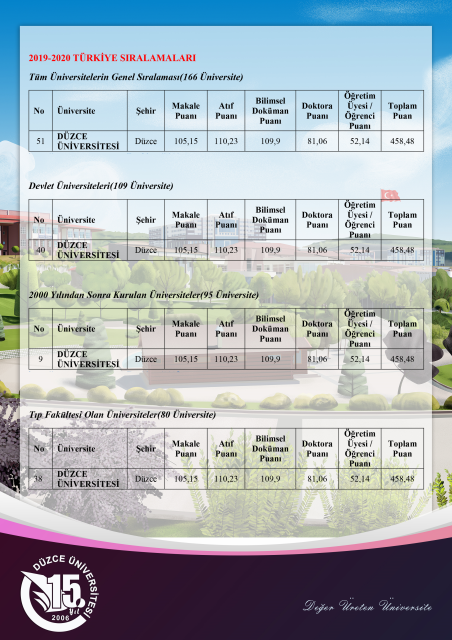 2019-2020 TÜRKİYE SIRALAMALARI
Tüm Üniversitelerin Genel Sıralaması(166 Üniversite)
No Üniversite Şehir Makale Puanı Atıf Puanı Bilimsel Doküman Puanı Doktora Puanı Öğretim Üyesi / Öğrenci Puanı Toplam Puan
51 DÜZCE ÜNİVERSİTESİ Düzce 105,15 110,23 109,9 81,06 52,14 458,48
Devlet Üniversiteleri(109 Üniversite)
No Üniversite Şehir Makale Puanı Atıf Puanı Bilimsel Doküman Puanı Doktora Puanı Öğretim Üyesi / Öğrenci Puanı Toplam Puan
40 DÜZCE ÜNİVERSİTESİ Düzce 105,15 110,23 109,9 81,06 52,14 458,48
2000 Yılından Sonra Kurulan Üniversiteler(95 Üniversite)
No Üniversite Şehir Makale Puanı Atıf Puanı Bilimsel Doküman Puanı Doktora Puanı Öğretim Üyesi / Öğrenci Puanı Toplam Puan
9 DÜZCE ÜNİVERSİTESİ Düzce 105,15 110,23 109,9 81,06 52,14 458,48
Tıp Fakültesi Olan Üniversiteler(80 Üniversite)
No Üniversite Şehir Makale Puanı Atıf Puanı Bilimsel Doküman Puanı Doktora Puanı Öğretim Üyesi / Öğrenci Puanı Toplam Puan
38 DÜZCE ÜNİVERSİTESİ Düzce 105,15 110,23 109,9 81,06 52,14 458,48
DÜZCE ÜNİVERSİTESİ
15.
Yıl
2006
Değer Üreten Üniversite